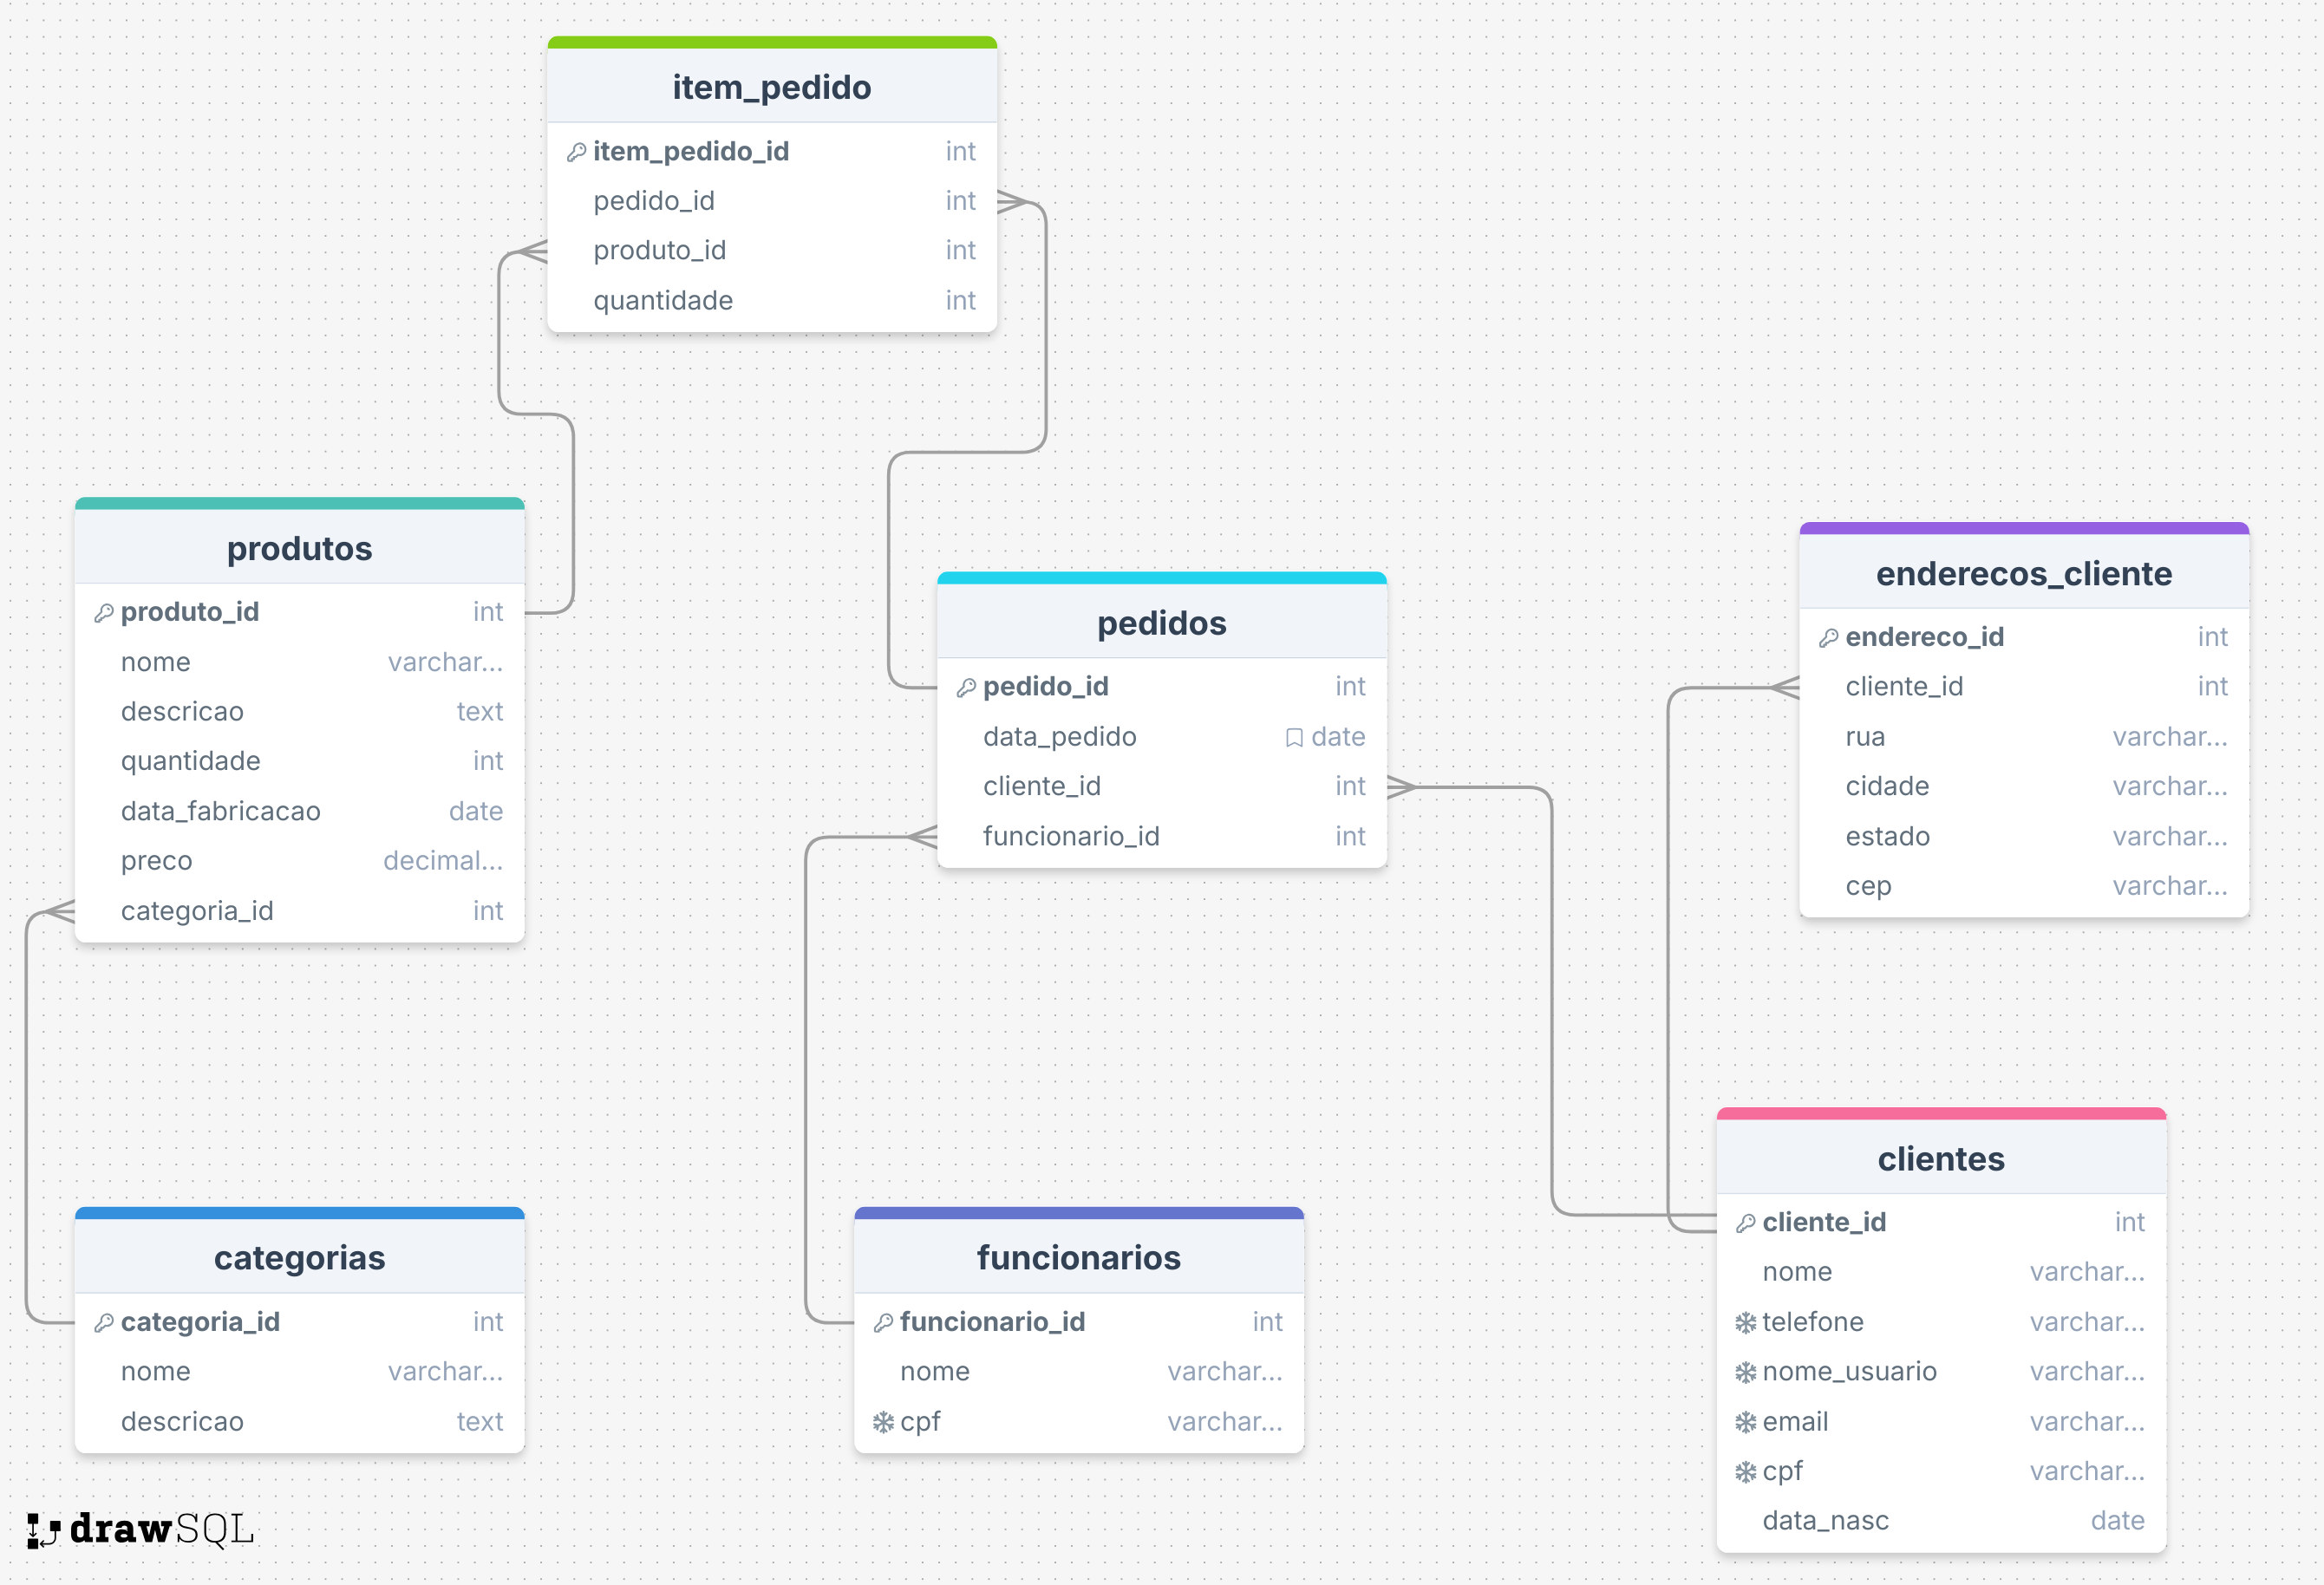 item_pedido
item_pedido_id int
pedido_id int
produto_id int
quantidade int
produtos
produto_id int
nome varchar...
descricao text
quantidade int
data_fabricacao date
preco decimal...
categoria_id int
pedidos
pedido_id int
data_pedido date
cliente_id int
funcionario_id int
enderecos_cliente
endereco_id int
cliente_id int
rua varchar...
cidade varchar...
estado varchar...
cep varchar...
categorias
categoria_id int
nome varchar...
descricao text
funcionarios
funcionario_id int
nome varchar...
cpf varchar...
clientes
cliente_id int
nome varchar...
telefone varchar...
nome_usuario varchar...
email varchar...
cpf varchar...
data_nasc date
drawSQL